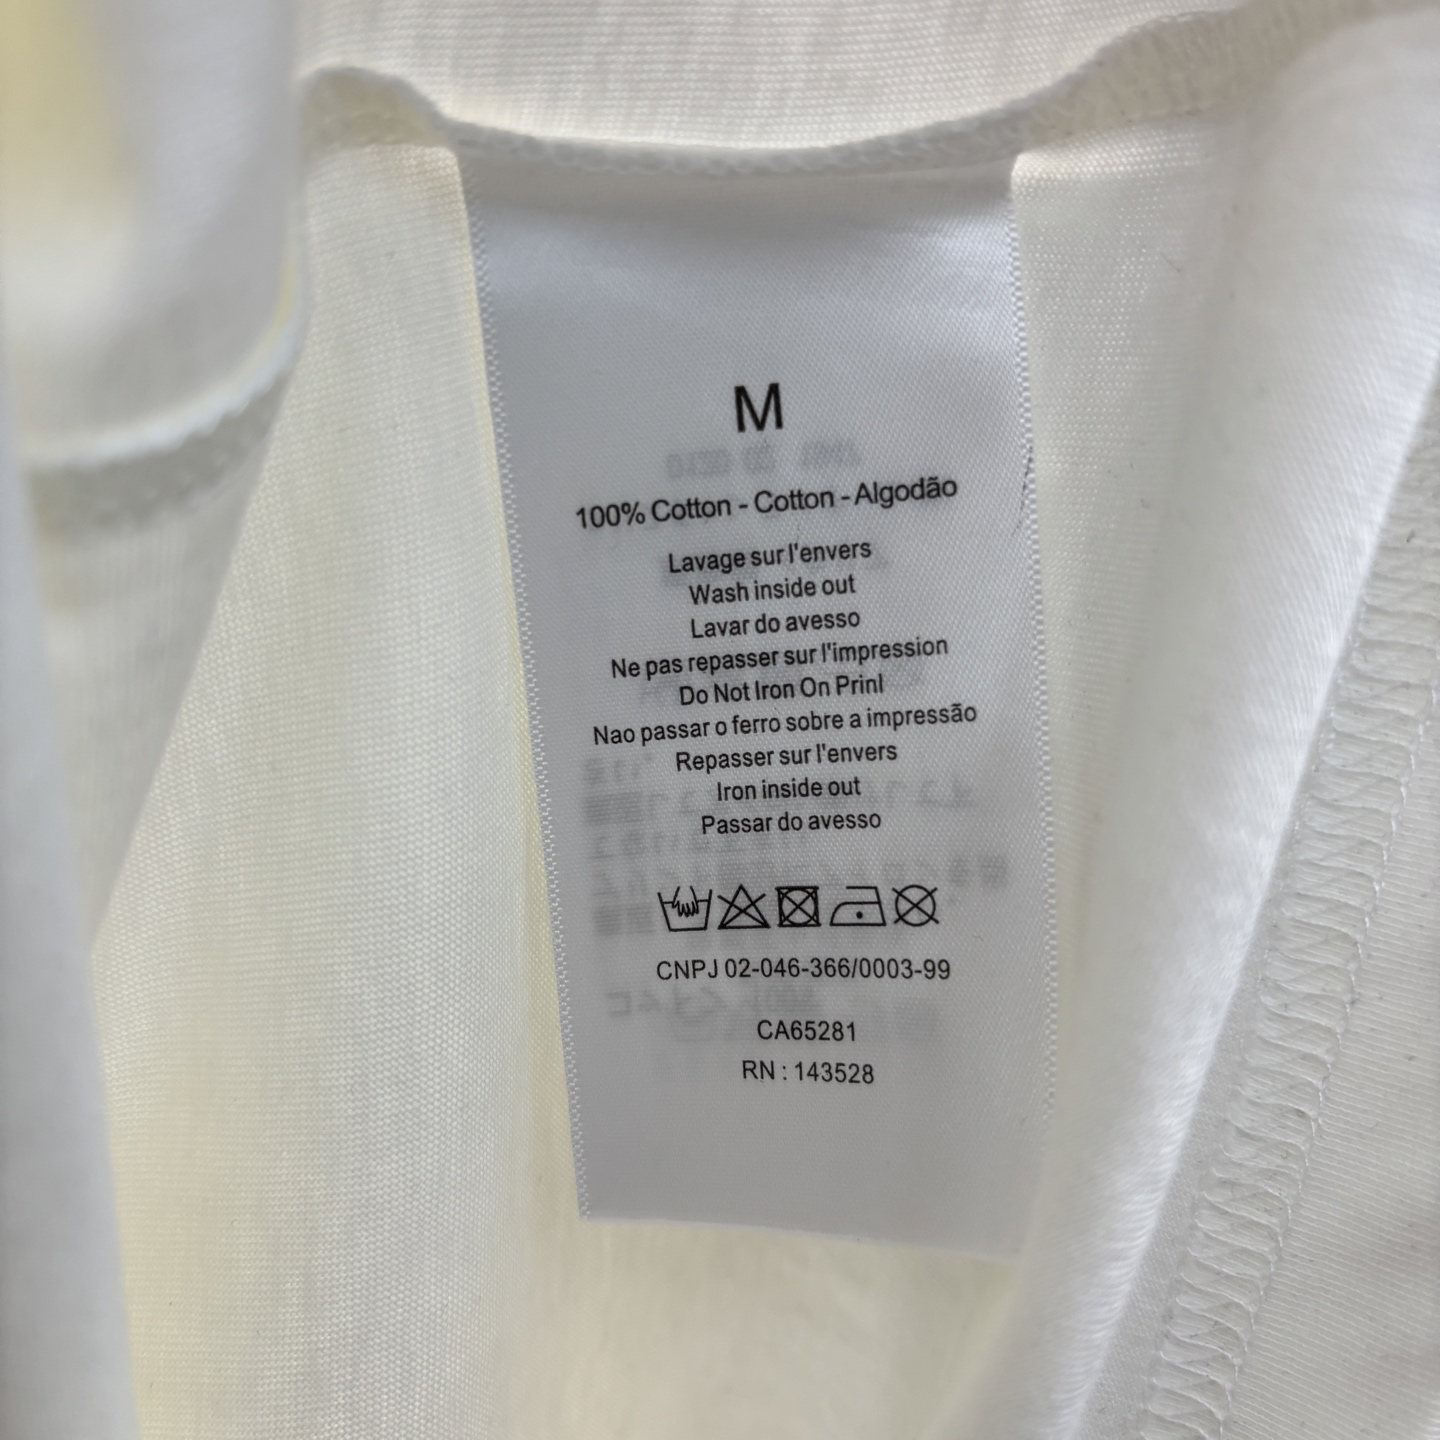 M
100% Cotton - Cotton - Algodão
Lavage sur l'envers
Wash inside out
Lavar do avesso
Ne pas repasser sur l'impression
Do Not Iron On Prinl
Nao passar o ferro sobre a impressão
Repasser sur l'envers
Iron inside out
Passar do avesso
CNPJ 02-046-366/0003-99
CA65281
RN : 143528